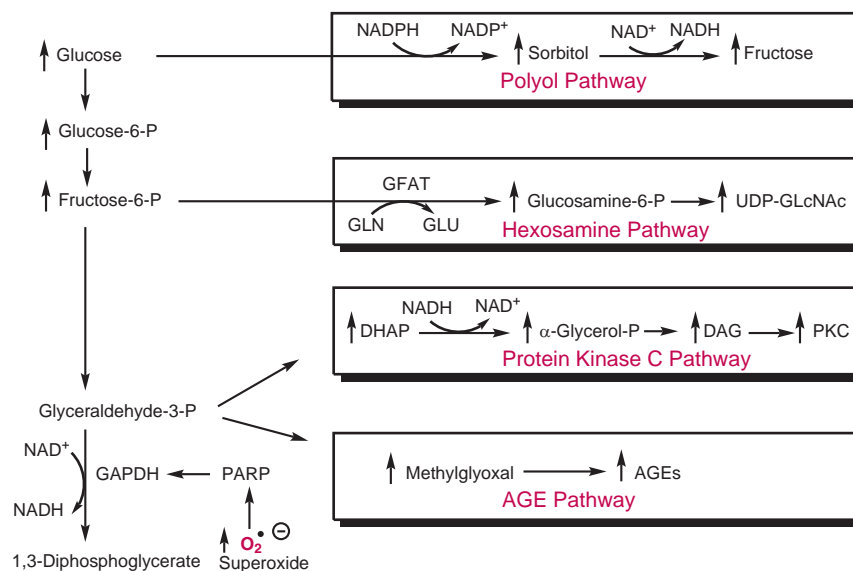 NADPH NADP+ NAD+ NADH
Glucose Sorbitol Fructose
Polyol Pathway
Glucose-6-P
GFAT
Fructose-6-P Glucosamine-6-P UDP-GLcNAc
GLN GLU
Hexosamine Pathway
NADH NAD+
DHAP α-Glycerol-P DAG PKC
Protein Kinase C Pathway
Glyceraldehyde-3-P
NAD+
GAPDH PARP
NADH
Methylglyoxal AGEs
AGE Pathway
O2•−
1,3-Diphosphoglycerate Superoxide